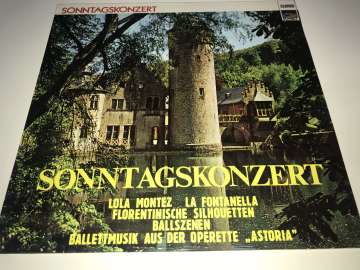 SONNTAGSKONZERT
SONNTAGSKONZERT
LOLA MONTEZ LA FONTANELLA
FLORENTINISCHE SILHOUETTEN
BALLSZENEN
BALLETTMUSIK AUS DER OPERETTE „ASTORIA"